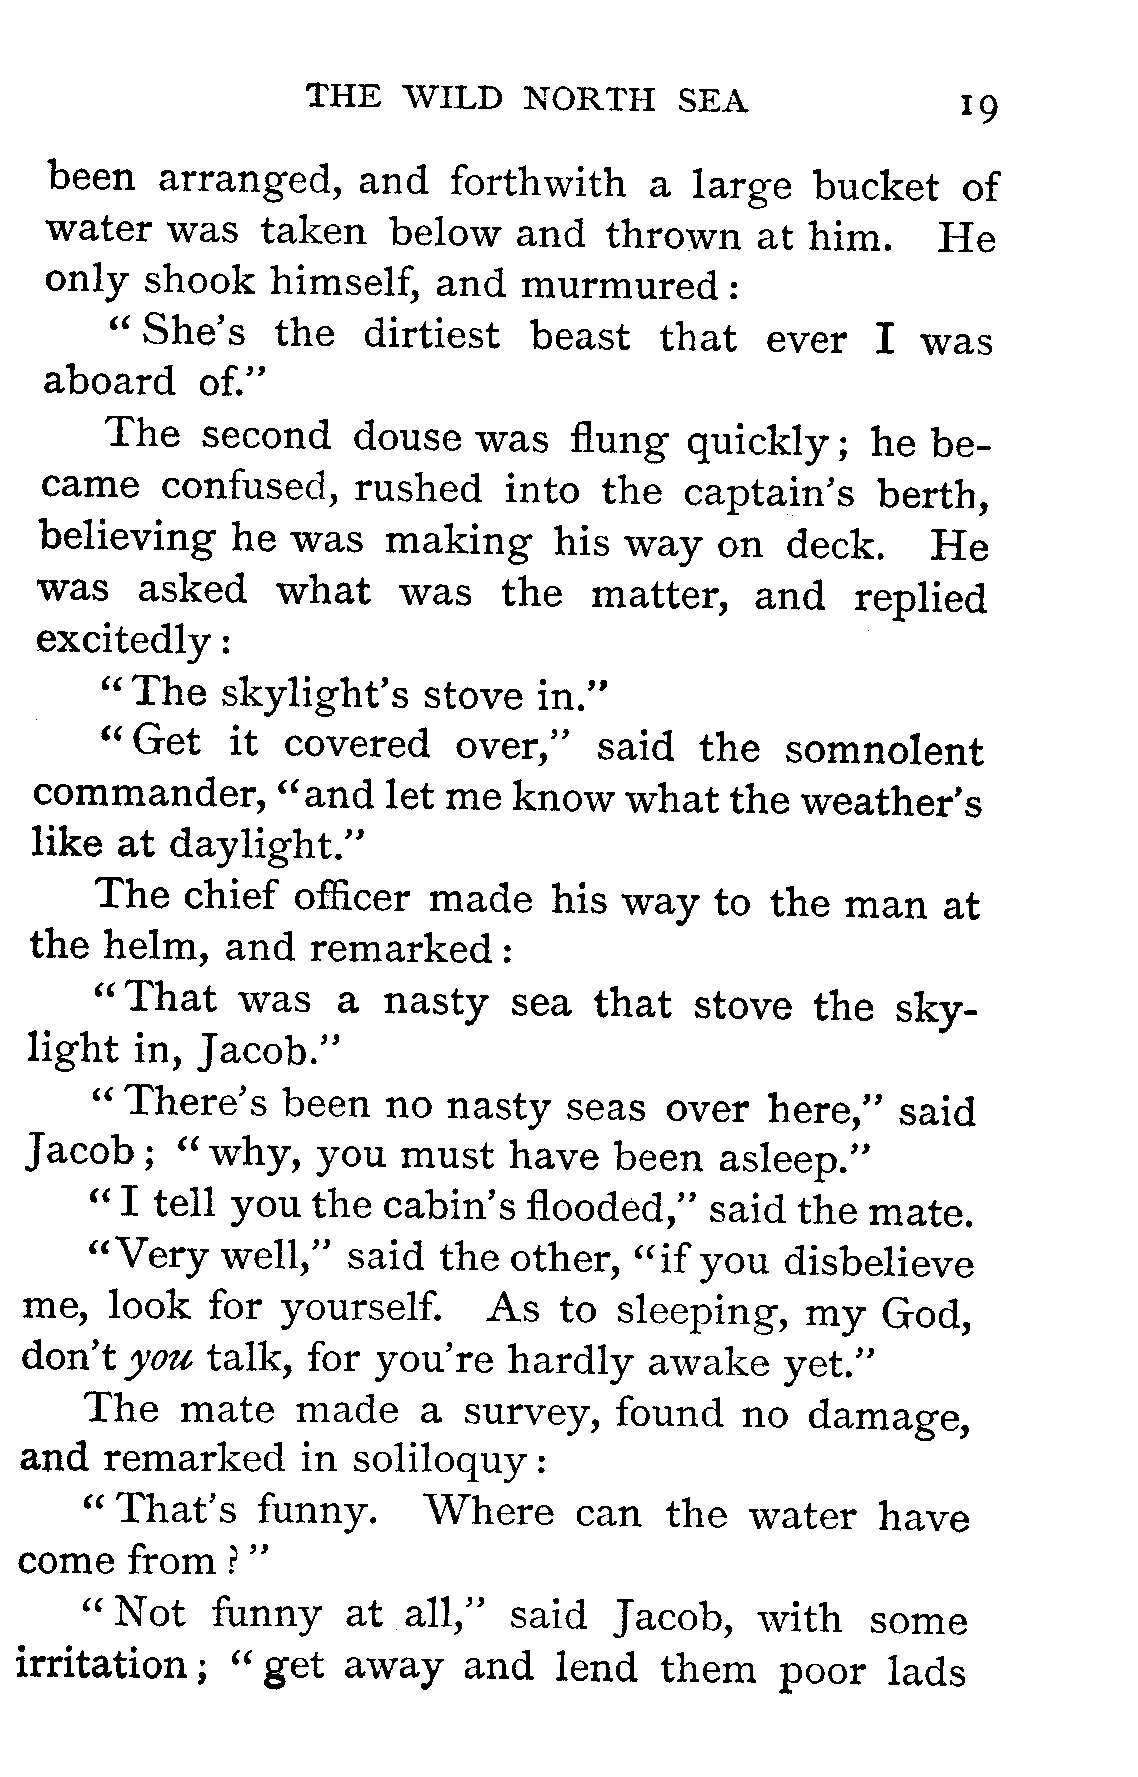 THE WILD NORTH SEA 19
been arranged, and forthwith a large bucket of
water was taken below and thrown at him. He
only shook himself, and murmured :
“ She’s the dirtiest beast that ever I was
aboard of.”
The second douse was flung quickly ; he be-
came confused, rushed into the captain’s berth,
believing he was making his way on deck. He
was asked what was the matter, and replied
excitedly :
“ The skylight’s stove in.”
“ Get it covered over,” said the somnolent
commander, “and let me know what the weather’s
like at daylight.”
The chief officer made his way to the man at
the helm, and remarked :
“ That was a nasty sea that stove the sky-
light in, Jacob.”
“ There’s been no nasty seas over here,” said
Jacob ; “ why, you must have been asleep.”
“ I tell you the cabin’s flooded,” said the mate.
“Very well,” said the other, “if you disbelieve
me, look for yourself. As to sleeping, my God,
don’t you talk, for you’re hardly awake yet.”
The mate made a survey, found no damage,
and remarked in soliloquy :
“ That’s funny. Where can the water have
come from ? ”
“ Not funny at all,” said Jacob, with some
irritation ; “ get away and lend them poor lads